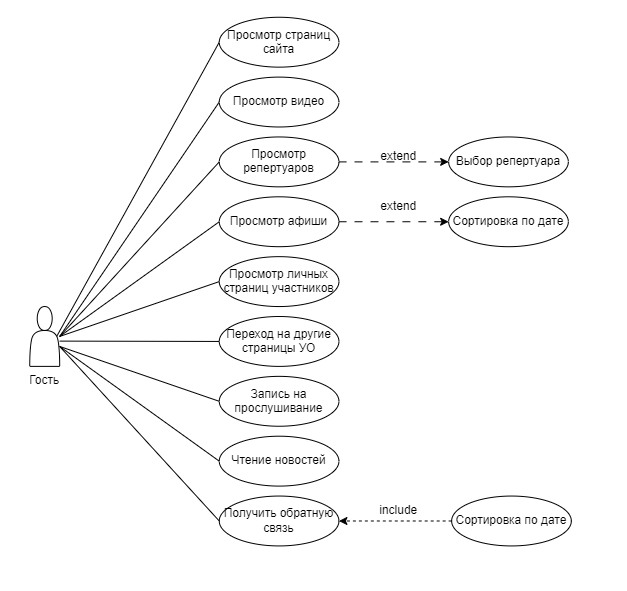 Просмотр страниц
сайта
Просмотр видео
Просмотр
репертуаров
extend
Выбор репертуара
Просмотр афиши
extend
Сортировка по дате
Просмотр личных
страниц участников
Переход на другие
страницы УО
Гость
Запись на
прослушивание
Чтение новостей
Получить обратную
связь
include
Сортировка по дате